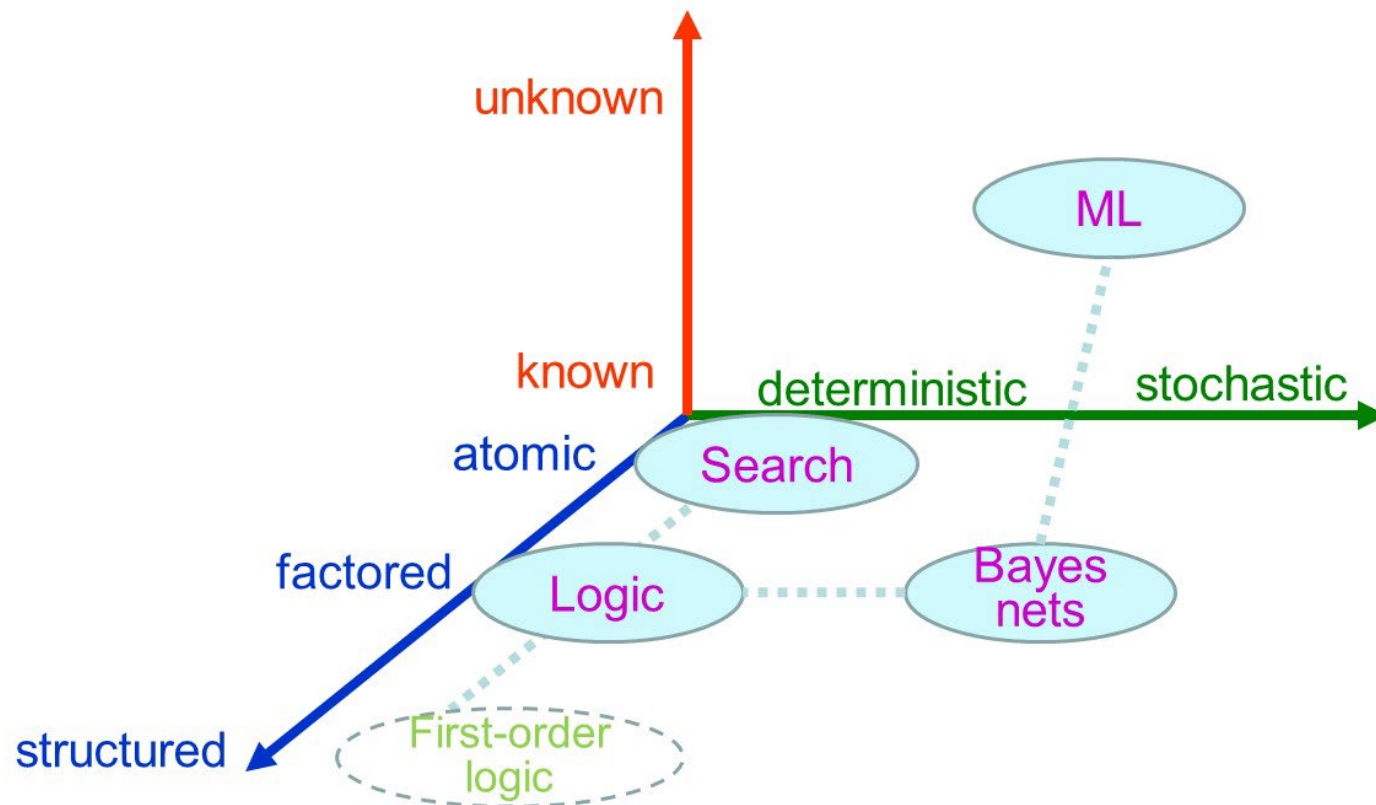 unknown
ML
known
deterministic
stochastic
atomic
Search
factored
Logic
Bayes
nets
structured
First-order
logic